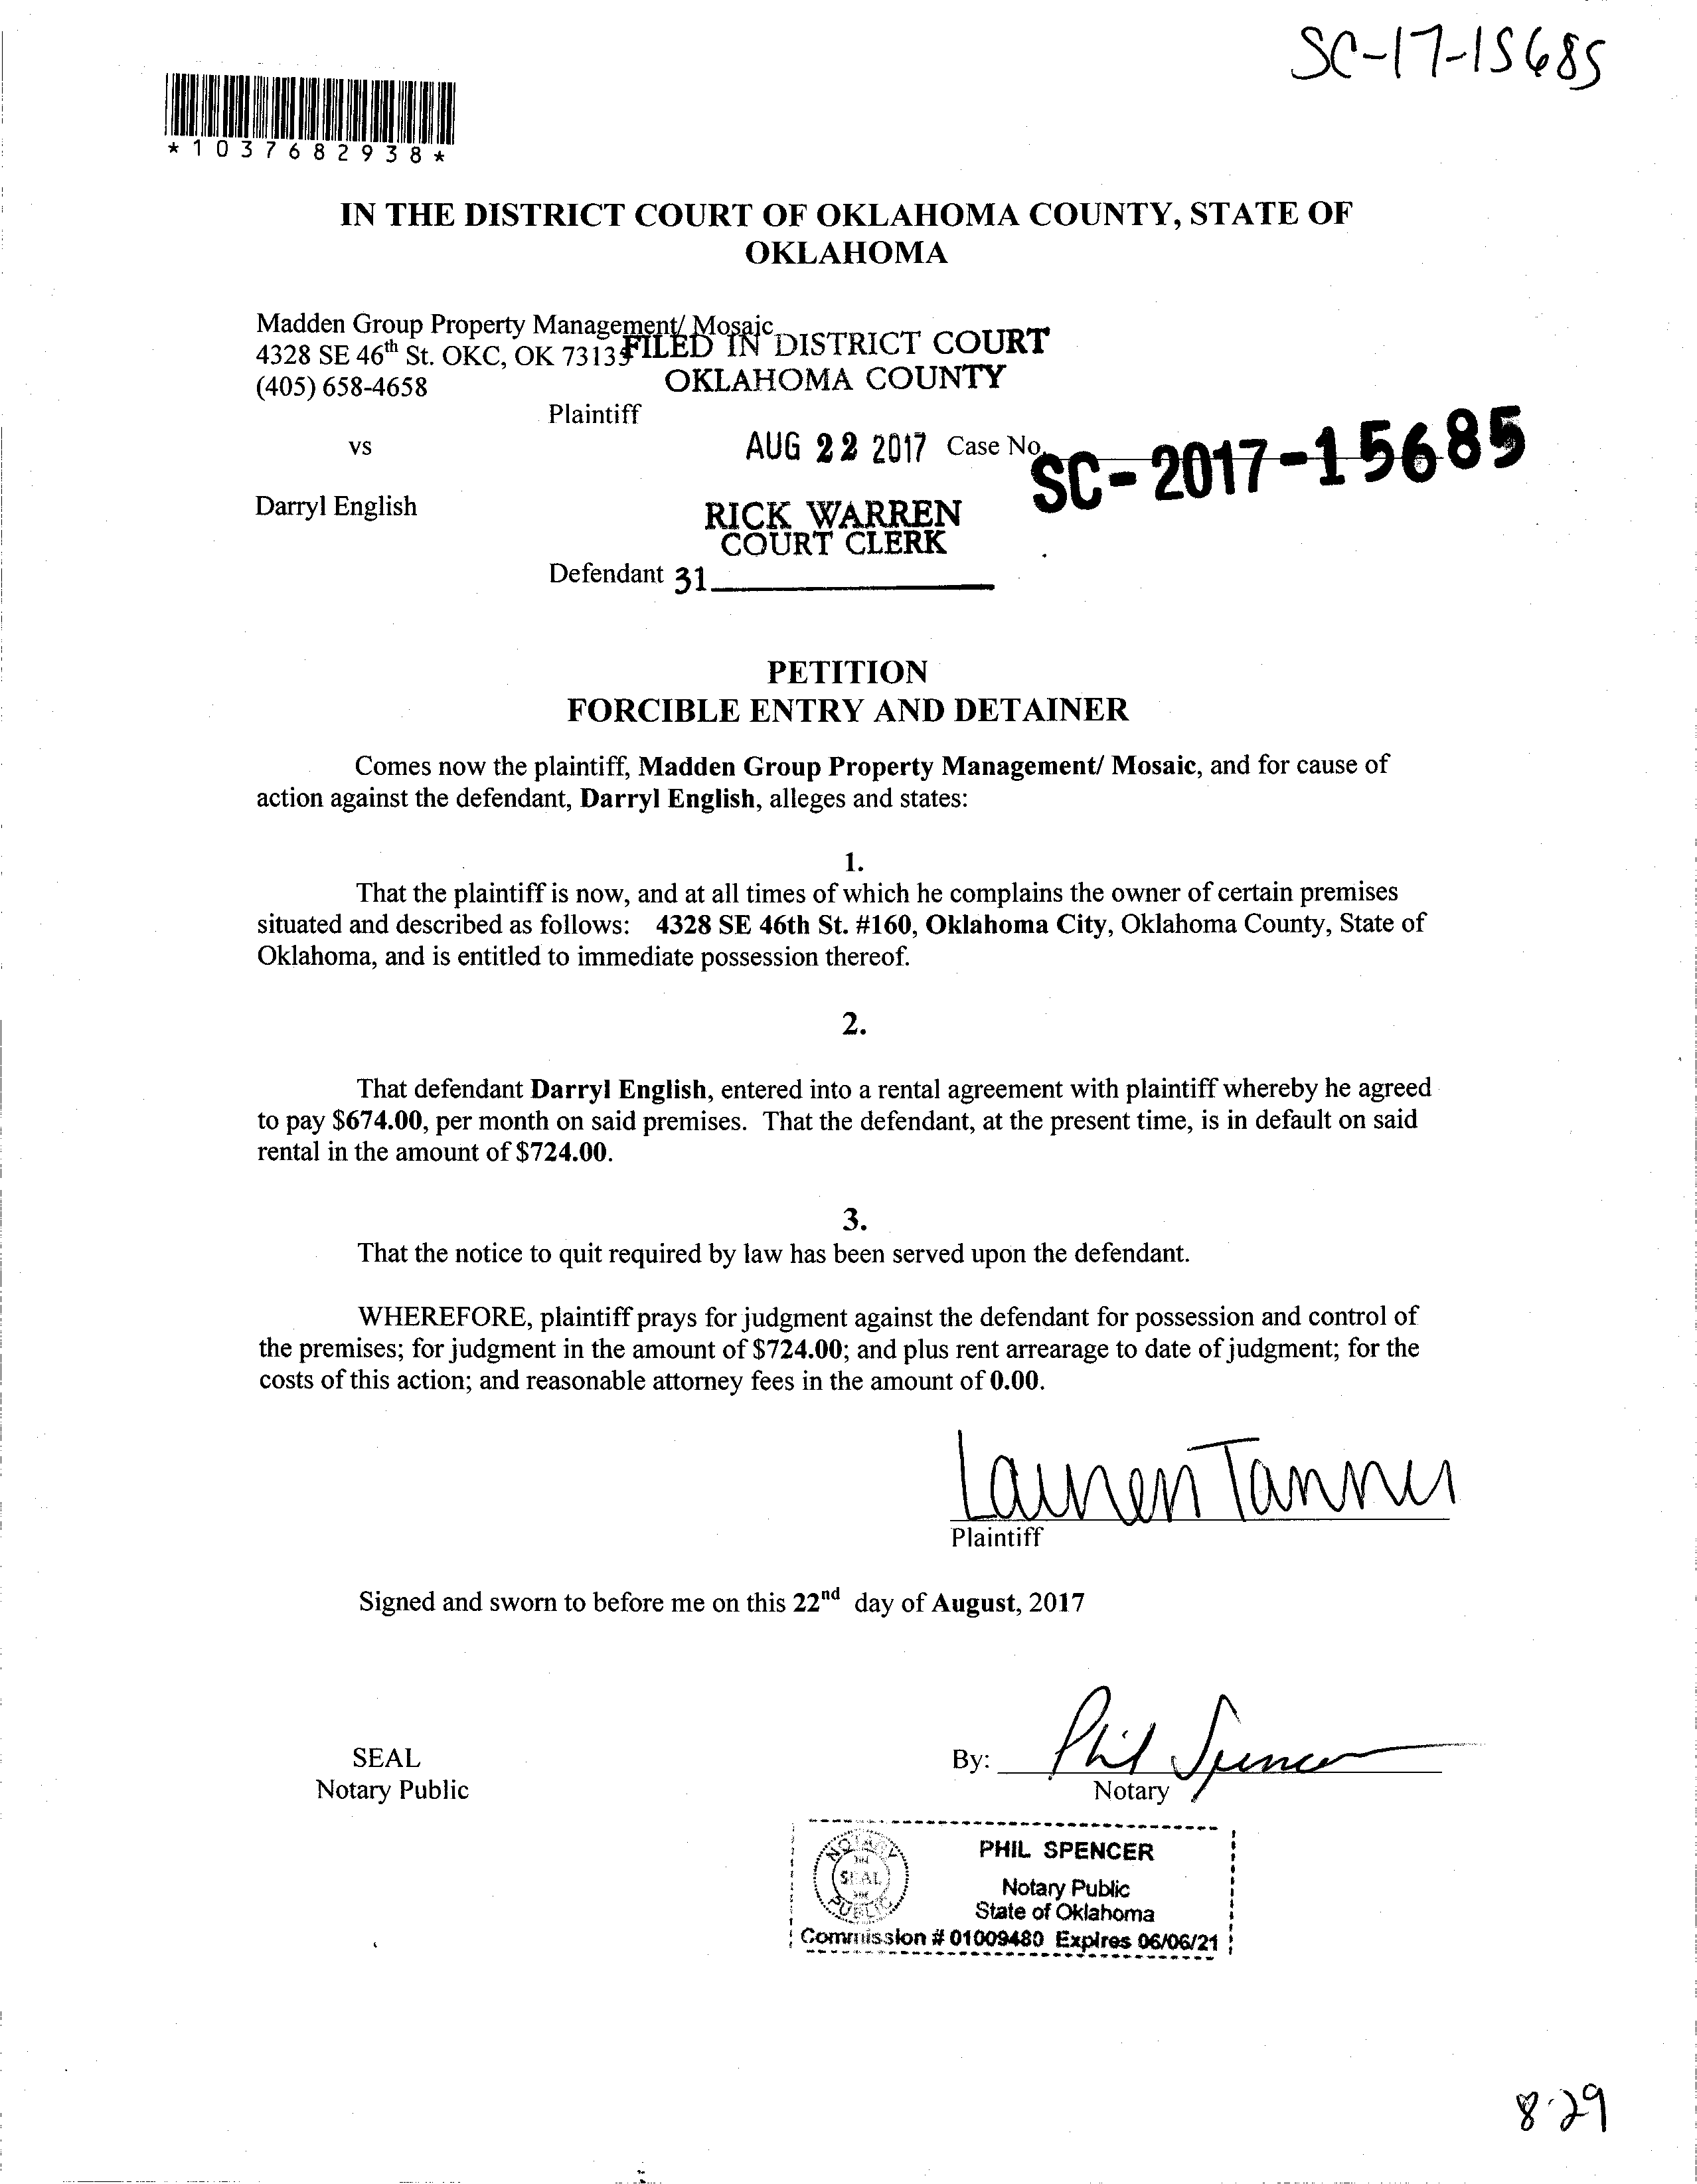 SC-17-15685
*1037682938*
IN THE DISTRICT COURT OF OKLAHOMA COUNTY, STATE OF
OKLAHOMA
Madden Group Property Management/ Mosaic
4328 SE 46th St. OKC, OK 73135
(405) 658-4658
Plaintiff
vs
Darryl English
Defendant
FILED IN DISTRICT COURT
OKLAHOMA COUNTY
AUG 22 2017
RICK WARREN
COURT CLERK
31
Case No. SC-2017-15685
PETITION
FORCIBLE ENTRY AND DETAINER
Comes now the plaintiff, Madden Group Property Management/ Mosaic, and for cause of
action against the defendant, Darryl English, alleges and states:
1.
That the plaintiff is now, and at all times of which he complains the owner of certain premises
situated and described as follows: 4328 SE 46th St. #160, Oklahoma City, Oklahoma County, State of
Oklahoma, and is entitled to immediate possession thereof.
2.
That defendant Darryl English, entered into a rental agreement with plaintiff whereby he agreed
to pay $674.00, per month on said premises. That the defendant, at the present time, is in default on said
rental in the amount of $724.00.
3.
That the notice to quit required by law has been served upon the defendant.
WHEREFORE, plaintiff prays for judgment against the defendant for possession and control of
the premises; for judgment in the amount of $724.00; and plus rent arrearage to date of judgment; for the
costs of this action; and reasonable attorney fees in the amount of 0.00.
Lauren Tanner
Plaintiff
Signed and sworn to before me on this 22nd day of August, 2017
SEAL
Notary Public
By: Phil Spencer
Notary
NOTARY
SEAL
PUBLIC
PHIL SPENCER
Notary Public
State of Oklahoma
Commission # 01009480 Expires 06/06/21
8-29